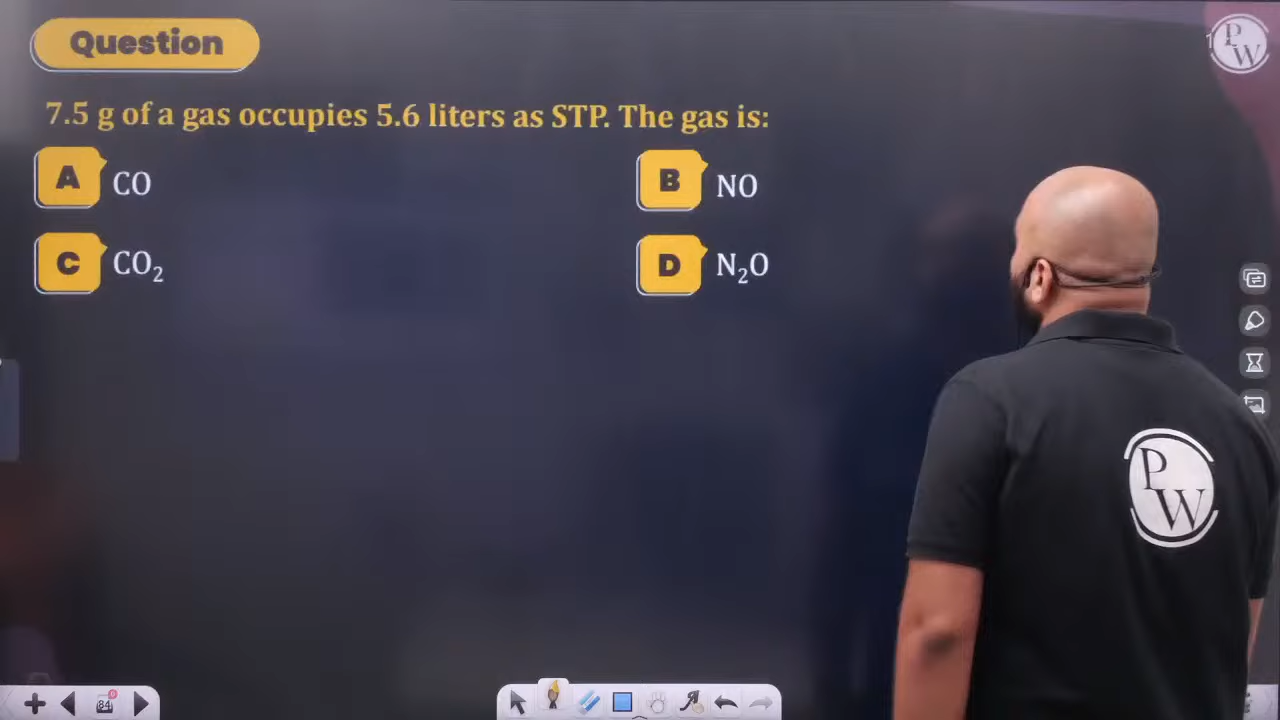 Question
7.5 g of a gas occupies 5.6 liters as STP. The gas is:
A CO
B NO
C CO₂
D N₂O
PW
PW
84